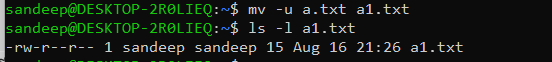 sandeep@DESKTOP-2R0LIEQ:~$ mv -u a.txt a1.txt
sandeep@DESKTOP-2R0LIEQ:~$ ls -l a1.txt
-rw-r--r-- 1 sandeep sandeep 15 Aug 16 21:26 a1.txt